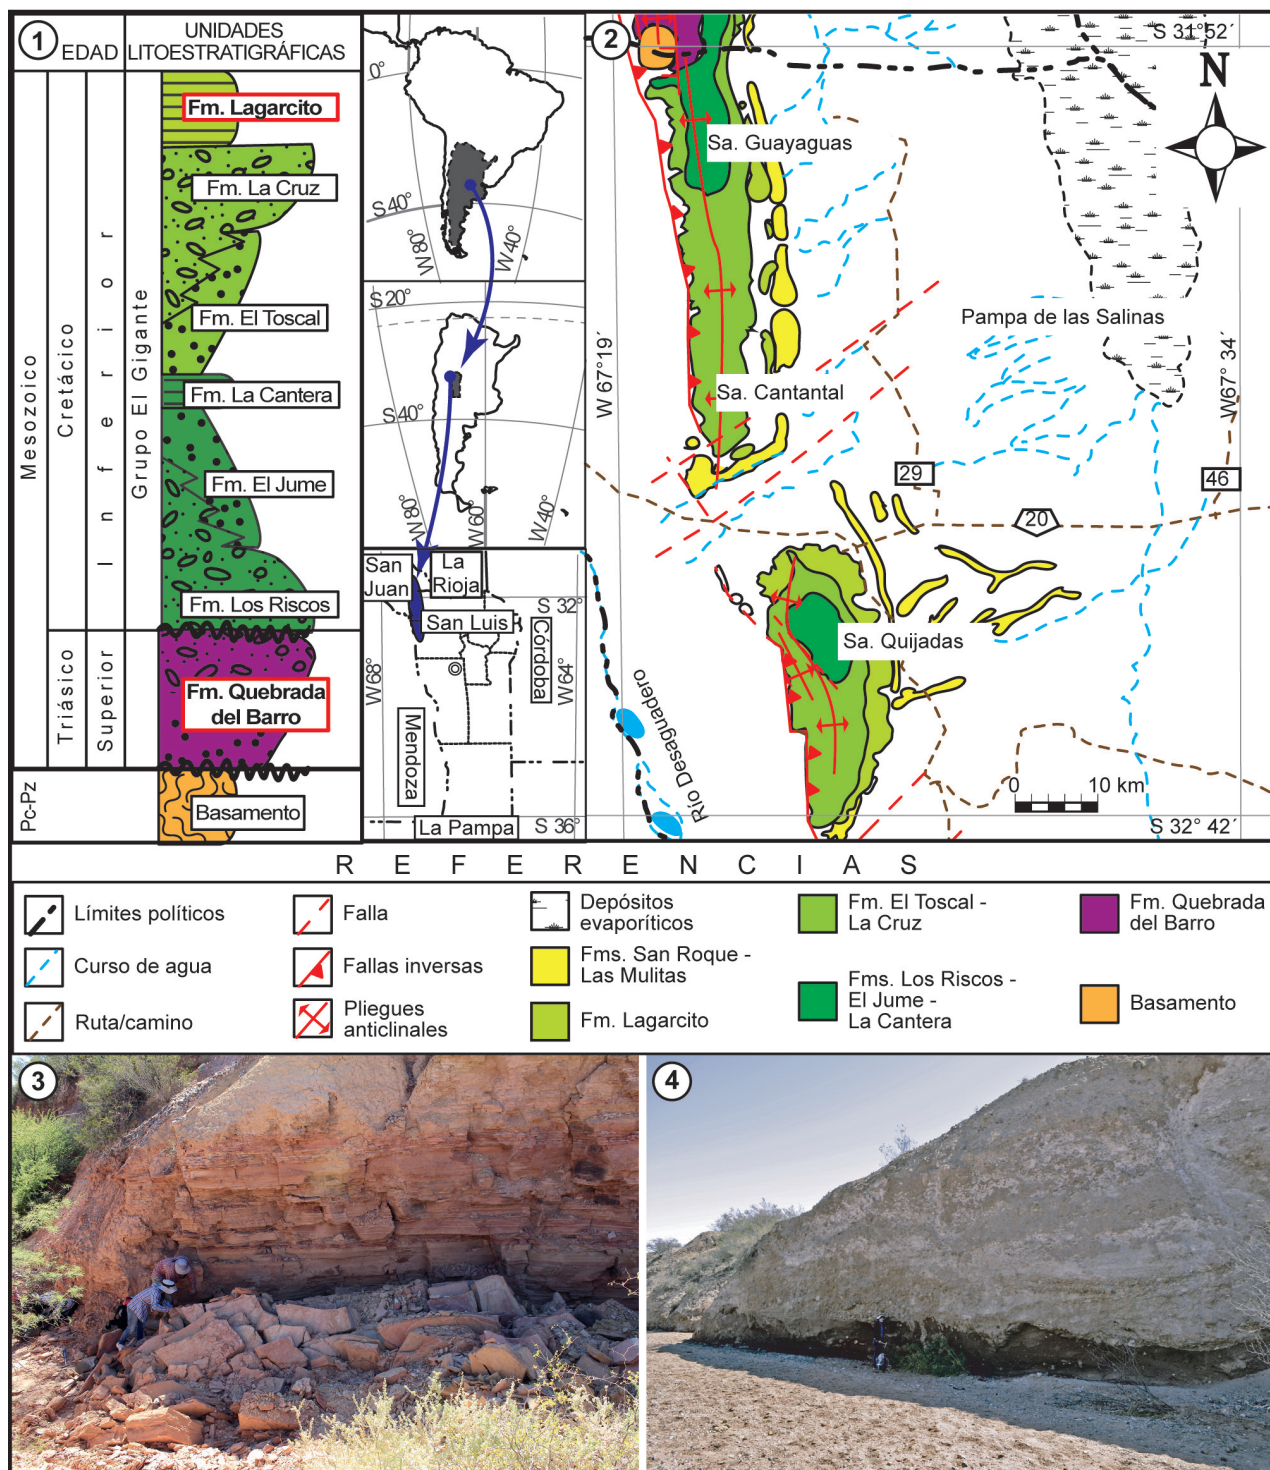 1
EDAD
UNIDADES
LITOESTRATIGRÁFICAS
Mesozoico
Cretácico
Inferior
Grupo El Gigante
Fm. Lagarcito
Fm. La Cruz
Fm. El Toscal
Fm. La Cantera
Fm. El Jume
Fm. Los Riscos
Triásico
Superior
Fm. Quebrada
del Barro
Pc-Pz
Basamento
0°
S 40°
W 80°
W 40°
S 20°
S 40°
W 80°
W 60°
W 40°
San
Juan
La
Rioja
S 32°
San Luis
Córdoba
W 68°
W 64°
Mendoza
La Pampa
S 36°
2
S 31°52´
N
Sa. Guayaguas
Pampa de las Salinas
W 67°19´
W67° 34´
Sa. Cantantal
29
46
20
Sa. Quijadas
Río Desaguadero
0
10 km
S 32° 42´
REFERENCIAS
Límites políticos
Curso de agua
Ruta/camino
Falla
Fallas inversas
Pliegues
anticlinales
Depósitos
evaporíticos
Fms. San Roque -
Las Mulitas
Fm. Lagarcito
Fm. El Toscal -
La Cruz
Fms. Los Riscos -
El Jume -
La Cantera
Fm. Quebrada
del Barro
Basamento
3
4